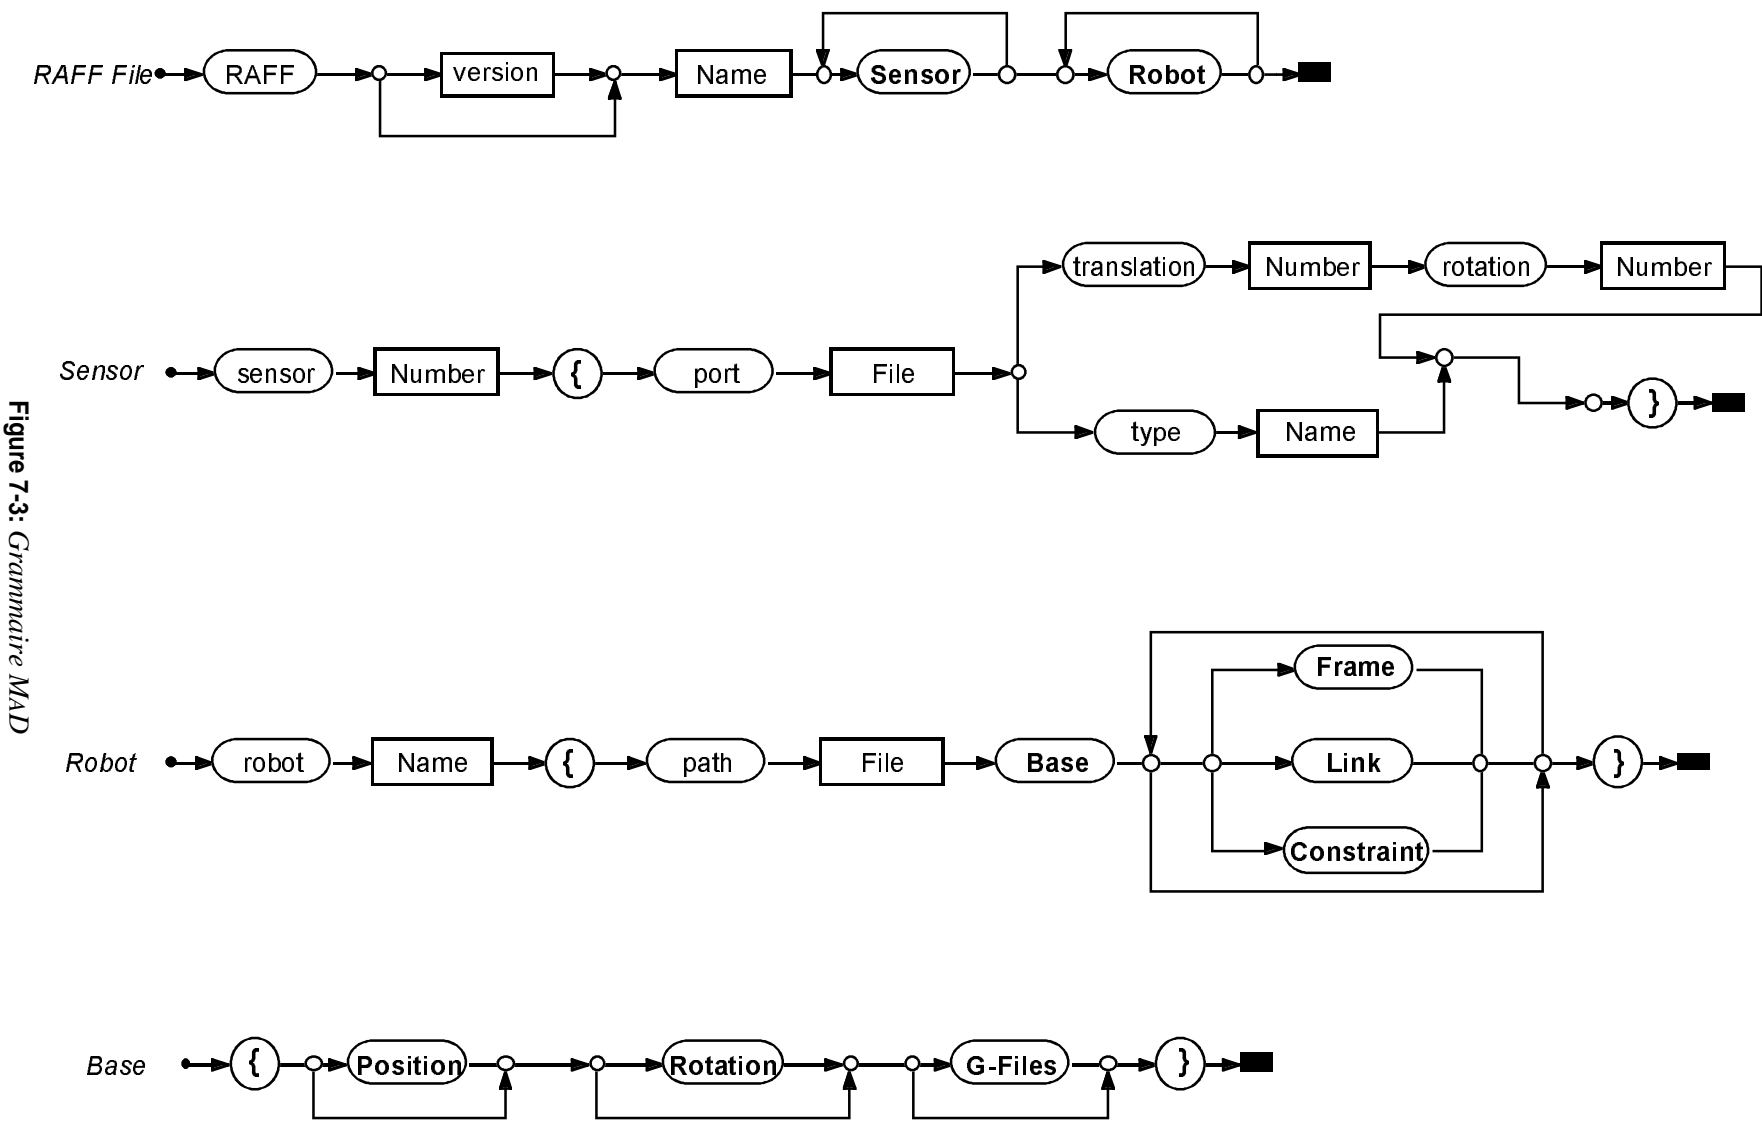 RAFF File RAFF version Name Sensor Robot
translation Number rotation Number
Sensor sensor Number { port File
}
type Name
Frame
Robot robot Name { path File Base Link }
Constraint
Base { Position Rotation G-Files }
Figure 7-3: Grammaire MAD